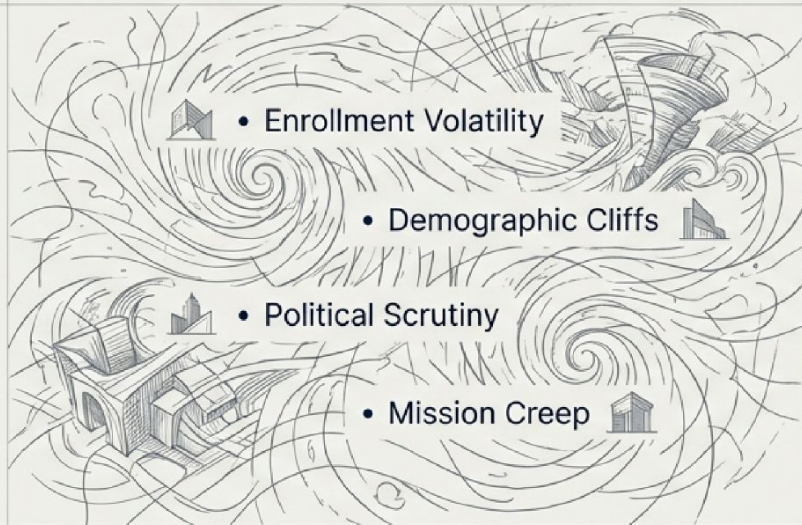 • Enrollment Volatility
• Demographic Cliffs
• Political Scrutiny
• Mission Creep